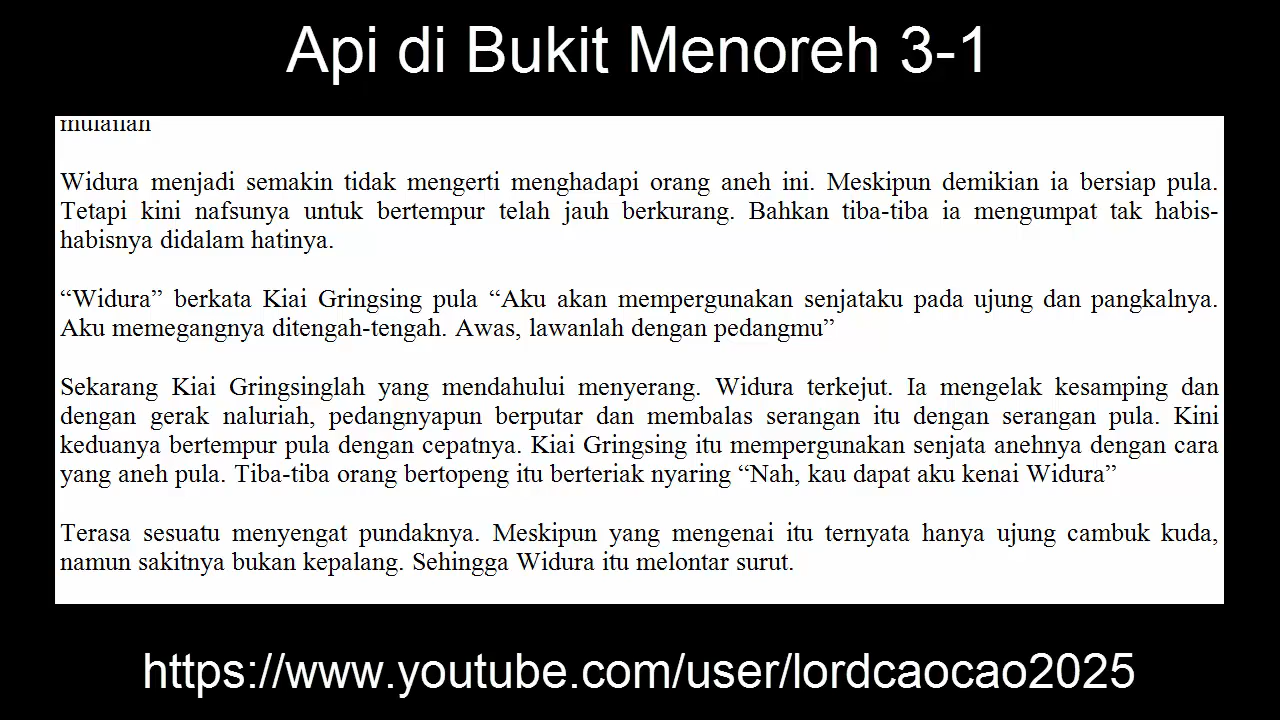 Api di Bukit Menoreh 3-1
mulailah
Widura menjadi semakin tidak mengerti menghadapi orang aneh ini. Meskipun demikian ia bersiap pula.
Tetapi kini nafsunya untuk bertempur telah jauh berkurang. Bahkan tiba-tiba ia mengumpat tak habis-
habisnya didalam hatinya.
“Widura” berkata Kiai Gringsing pula “Aku akan mempergunakan senjataku pada ujung dan pangkalnya.
Aku memegangnya ditengah-tengah. Awas, lawanlah dengan pedangmu”
Sekarang Kiai Gringsinglah yang mendahului menyerang. Widura terkejut. Ia mengelak kesamping dan
dengan gerak naluriah, pedangnyapun berputar dan membalas serangan itu dengan serangan pula. Kini
keduanya bertempur pula dengan cepatnya. Kiai Gringsing itu mempergunakan senjata anehnya dengan cara
yang aneh pula. Tiba-tiba orang bertopeng itu berteriak nyaring “Nah, kau dapat aku kenai Widura”
Terasa sesuatu menyengat pundaknya. Meskipun yang mengenai itu ternyata hanya ujung cambuk kuda,
namun sakitnya bukan kepalang. Sehingga Widura itu melontar surut.
https://www.youtube.com/user/lordcaocao2025